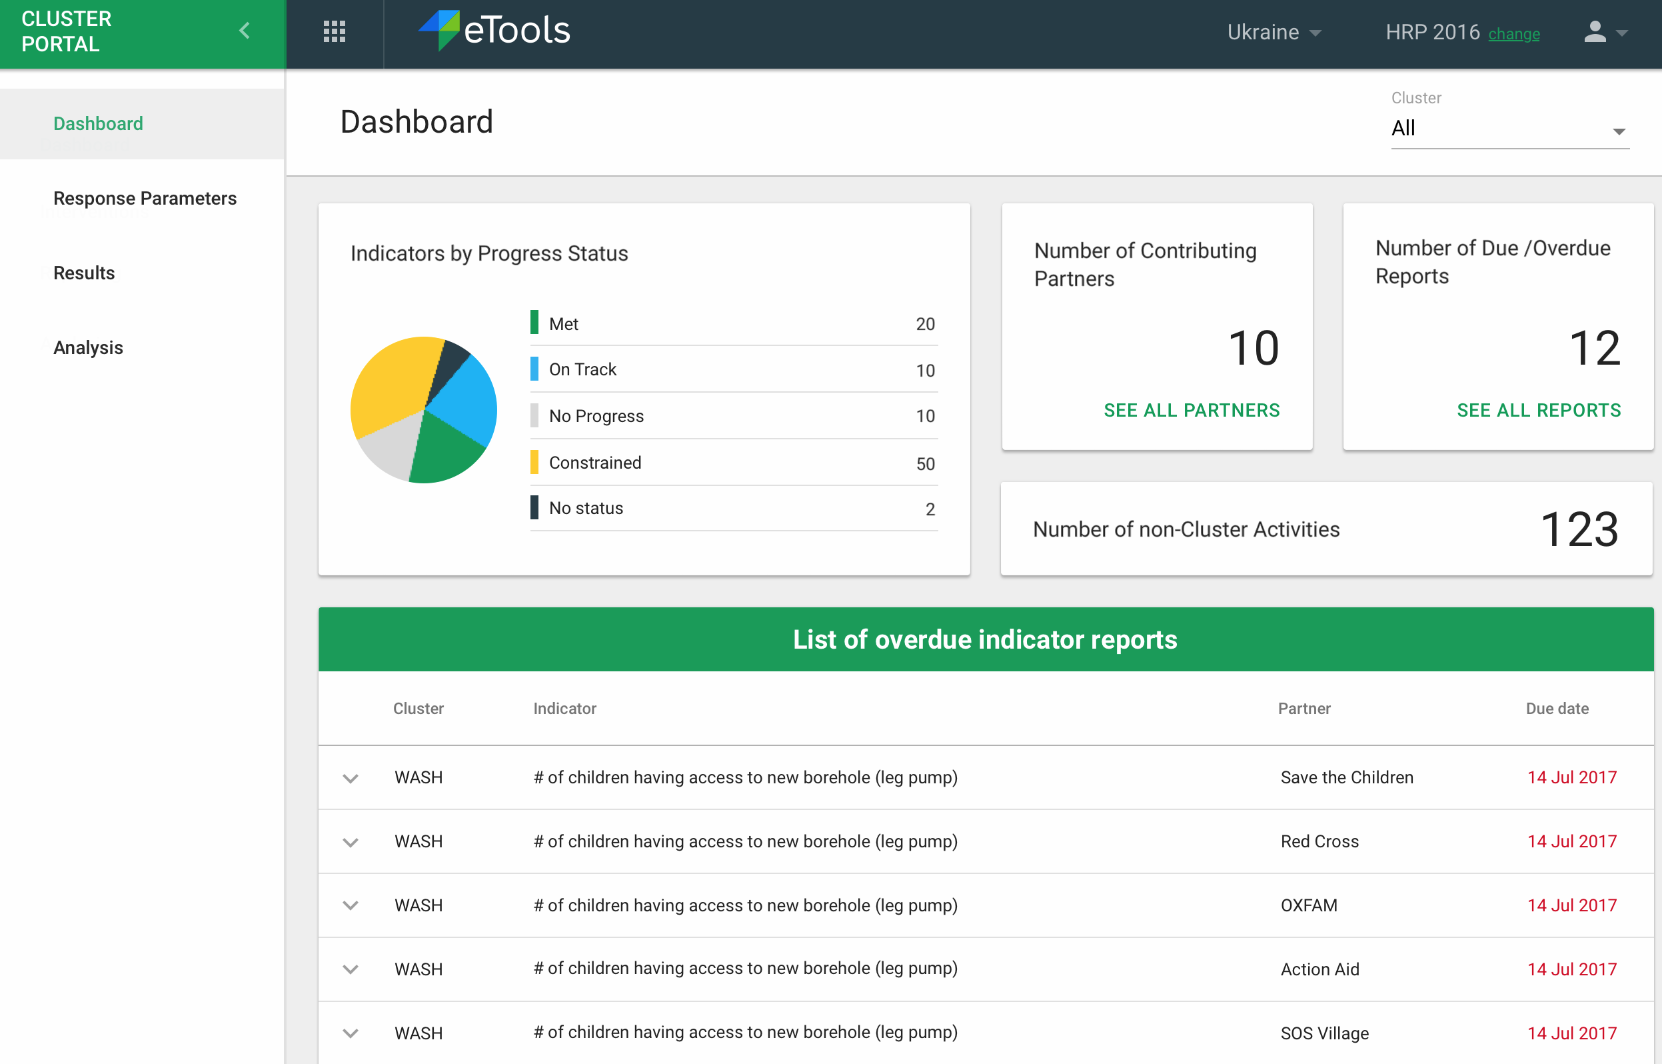 CLUSTER
PORTAL
eTools
Ukraine
HRP 2016 change
Dashboard
Response Parameters
Results
Analysis
Dashboard
Cluster
All
Indicators by Progress Status
Met 20
On Track 10
No Progress 10
Constrained 50
No status 2
Number of Contributing
Partners
10
SEE ALL PARTNERS
Number of Due /Overdue
Reports
12
SEE ALL REPORTS
Number of non-Cluster Activities 123
List of overdue indicator reports
Cluster Indicator Partner Due date
WASH # of children having access to new borehole (leg pump) Save the Children 14 Jul 2017
WASH # of children having access to new borehole (leg pump) Red Cross 14 Jul 2017
WASH # of children having access to new borehole (leg pump) OXFAM 14 Jul 2017
WASH # of children having access to new borehole (leg pump) Action Aid 14 Jul 2017
WASH # of children having access to new borehole (leg pump) SOS Village 14 Jul 2017